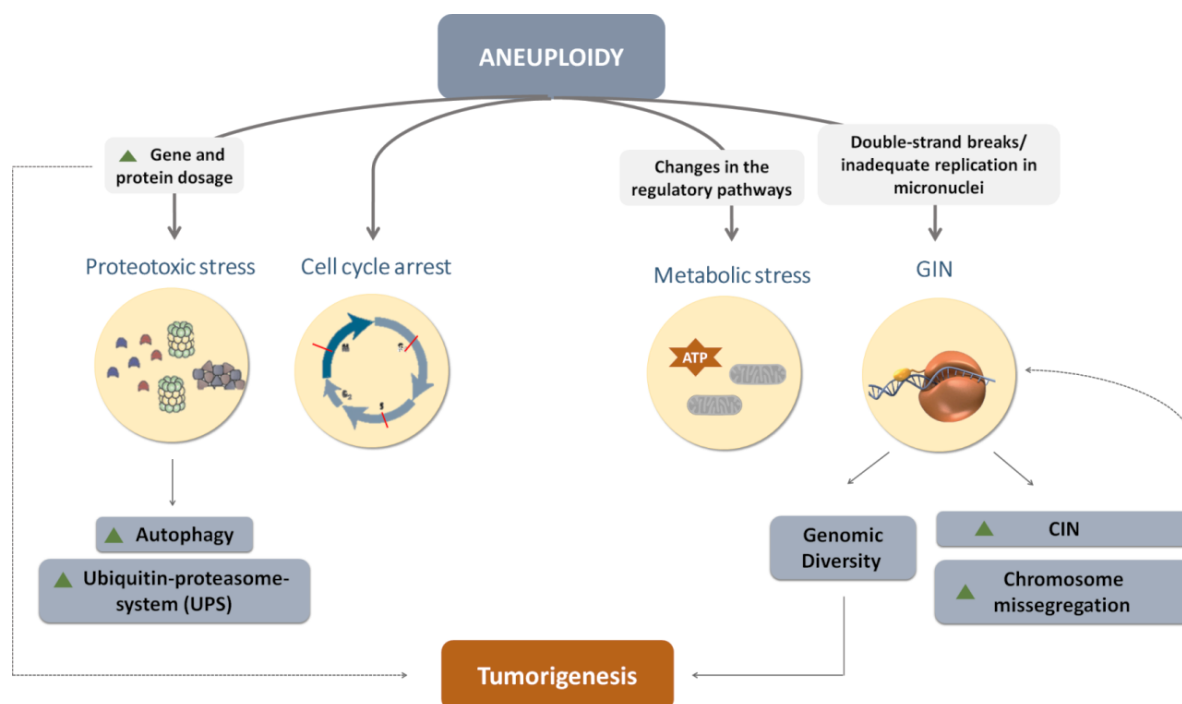 ANEUPLOIDY
Gene and
protein dosage
Changes in the
regulatory pathways
Double-strand breaks/
inadequate replication in
micronuclei
Proteotoxic stress
Cell cycle arrest
Metabolic stress
GIN
M
G₂
ATP
Autophagy
Ubiquitin-proteasome-
system (UPS)
Genomic
Diversity
CIN
Chromosome
missegregation
Tumorigenesis